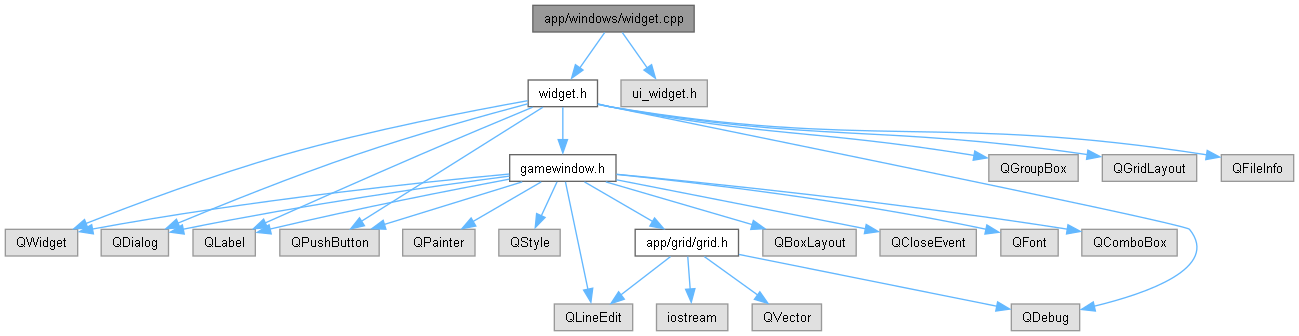 app/windows/widget.cpp
widget.h
ui_widget.h
gamewindow.h
QGroupBox
QGridLayout
QFileInfo
QWidget
QDialog
QLabel
QPushButton
QPainter
QStyle
app/grid/grid.h
QBoxLayout
QCloseEvent
QFont
QComboBox
QLineEdit
iostream
QVector
QDebug